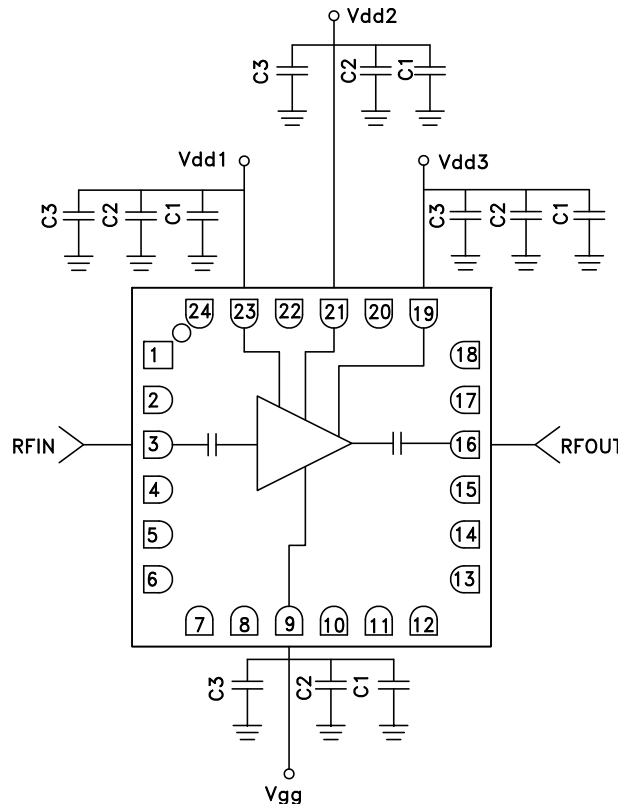 Vdd2
C3 C2 C1
Vdd1 Vdd3
C3 C2 C1 C3 C2 C1
24 23 22 21 20 19
1 18
2 17
RFIN 3 16 RFOUT
4 15
5 14
6 13
7 8 9 10 11 12
C3 C2 C1
Vgg